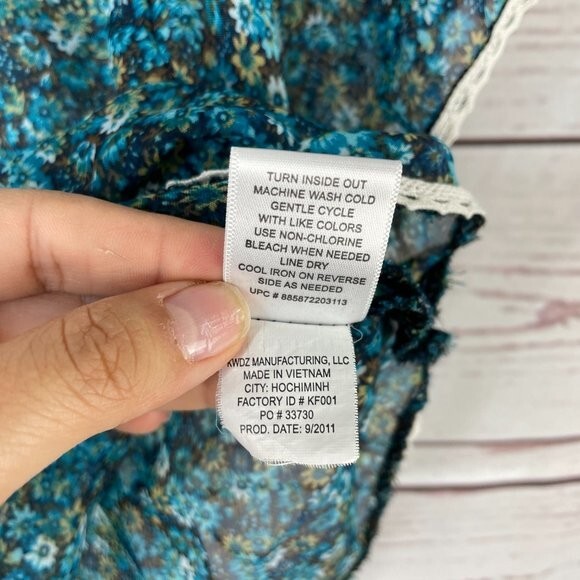 TURN INSIDE OUT
MACHINE WASH COLD
GENTLE CYCLE
WITH LIKE COLORS
USE NON-CHLORINE
BLEACH WHEN NEEDED
LINE DRY
COOL IRON ON REVERSE
SIDE AS NEEDED
UPC # 885872203113
KWDZ MANUFACTURING, LLC
MADE IN VIETNAM
CITY: HOCHIMINH
FACTORY ID # KF001
PO # 33730
PROD. DATE: 9/2011